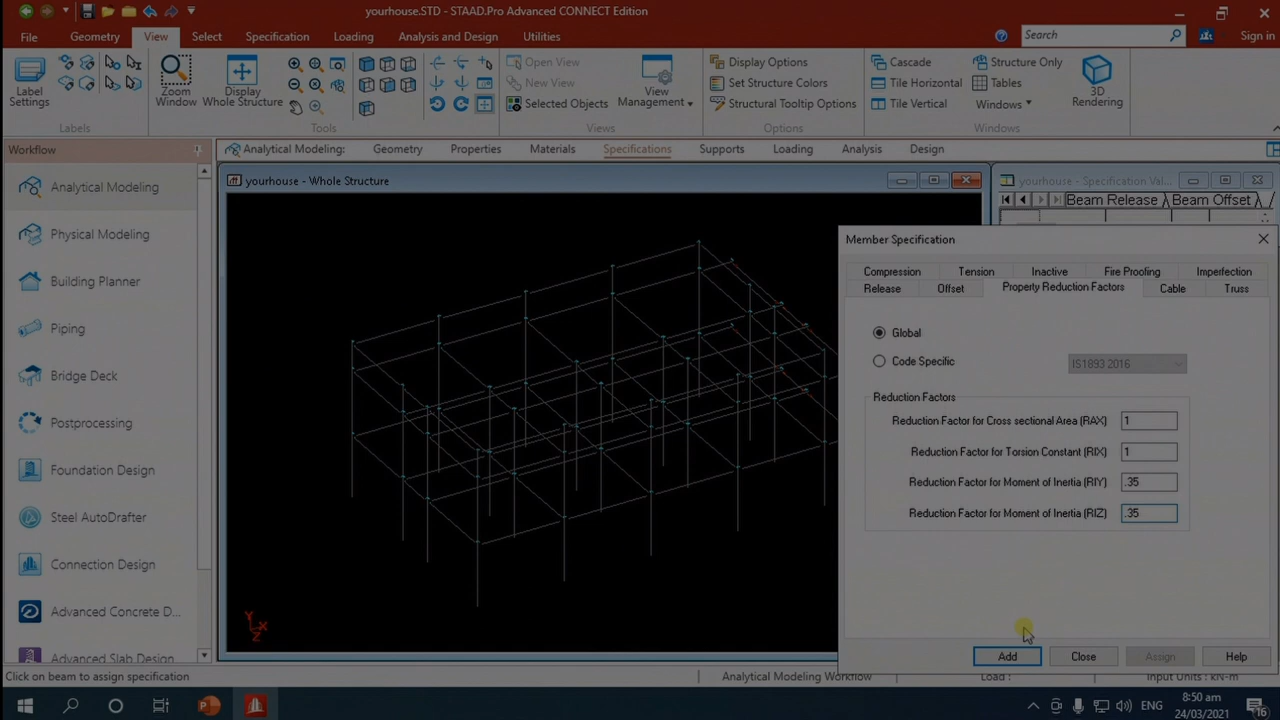 yourhouse.STD - STAAD.Pro Advanced CONNECT Edition
File Geometry View Select Specification Loading Analysis and Design Utilities Search Sign in
Label Settings
Labels
Zoom Window
Display Whole Structure
Tools
Open View
New View
Selected Objects
View Management
Views
Display Options
Set Structure Colors
Structural Tooltip Options
Options
Cascade
Tile Horizontal
Tile Vertical
Structure Only
Tables
Windows
3D Rendering
Windows
Workflow
Analytical Modeling: Geometry Properties Materials Specifications Supports Loading Analysis Design
Analytical Modeling
Physical Modeling
Building Planner
Piping
Bridge Deck
Postprocessing
Foundation Design
Steel AutoDrafter
Connection Design
Advanced Concrete D...
Advanced Slab Design
yourhouse - Whole Structure
Y
X
Z
yourhouse - Specification Val...
Beam Release Beam Offset
Member Specification
Compression Tension Inactive Fire Proofing Imperfection
Release Offset Property Reduction Factors Cable Truss
Global
Code Specific IS1893 2016
Reduction Factors
Reduction Factor for Cross sectional Area (RAX) 1
Reduction Factor for Torsion Constant (RIX) 1
Reduction Factor for Moment of Inertia (RIY) .35
Reduction Factor for Moment of Inertia (RIZ) .35
Add Close Assign Help
Click on beam to assign specification Analytical Modeling Workflow Load : Input Units : kN-m
ENG
8:50 am
24/03/2021
16